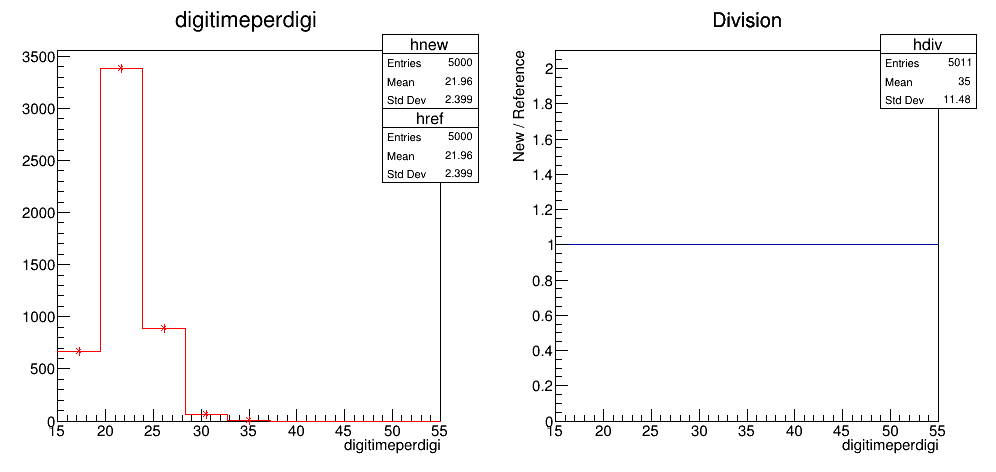 digitimeperdigi
hnew
Entries 5000
Mean 21.96
Std Dev 2.399
href
Entries 5000
Mean 21.96
Std Dev 2.399
3500
3000
2500
2000
1500
1000
500
0
15 20 25 30 35 40 45 50 55
digitimeperdigi
Division
hdiv
Entries 5011
Mean 35
Std Dev 11.48
New / Reference
2
1.8
1.6
1.4
1.2
1
0.8
0.6
0.4
0.2
0
15 20 25 30 35 40 45 50 55
digitimeperdigi